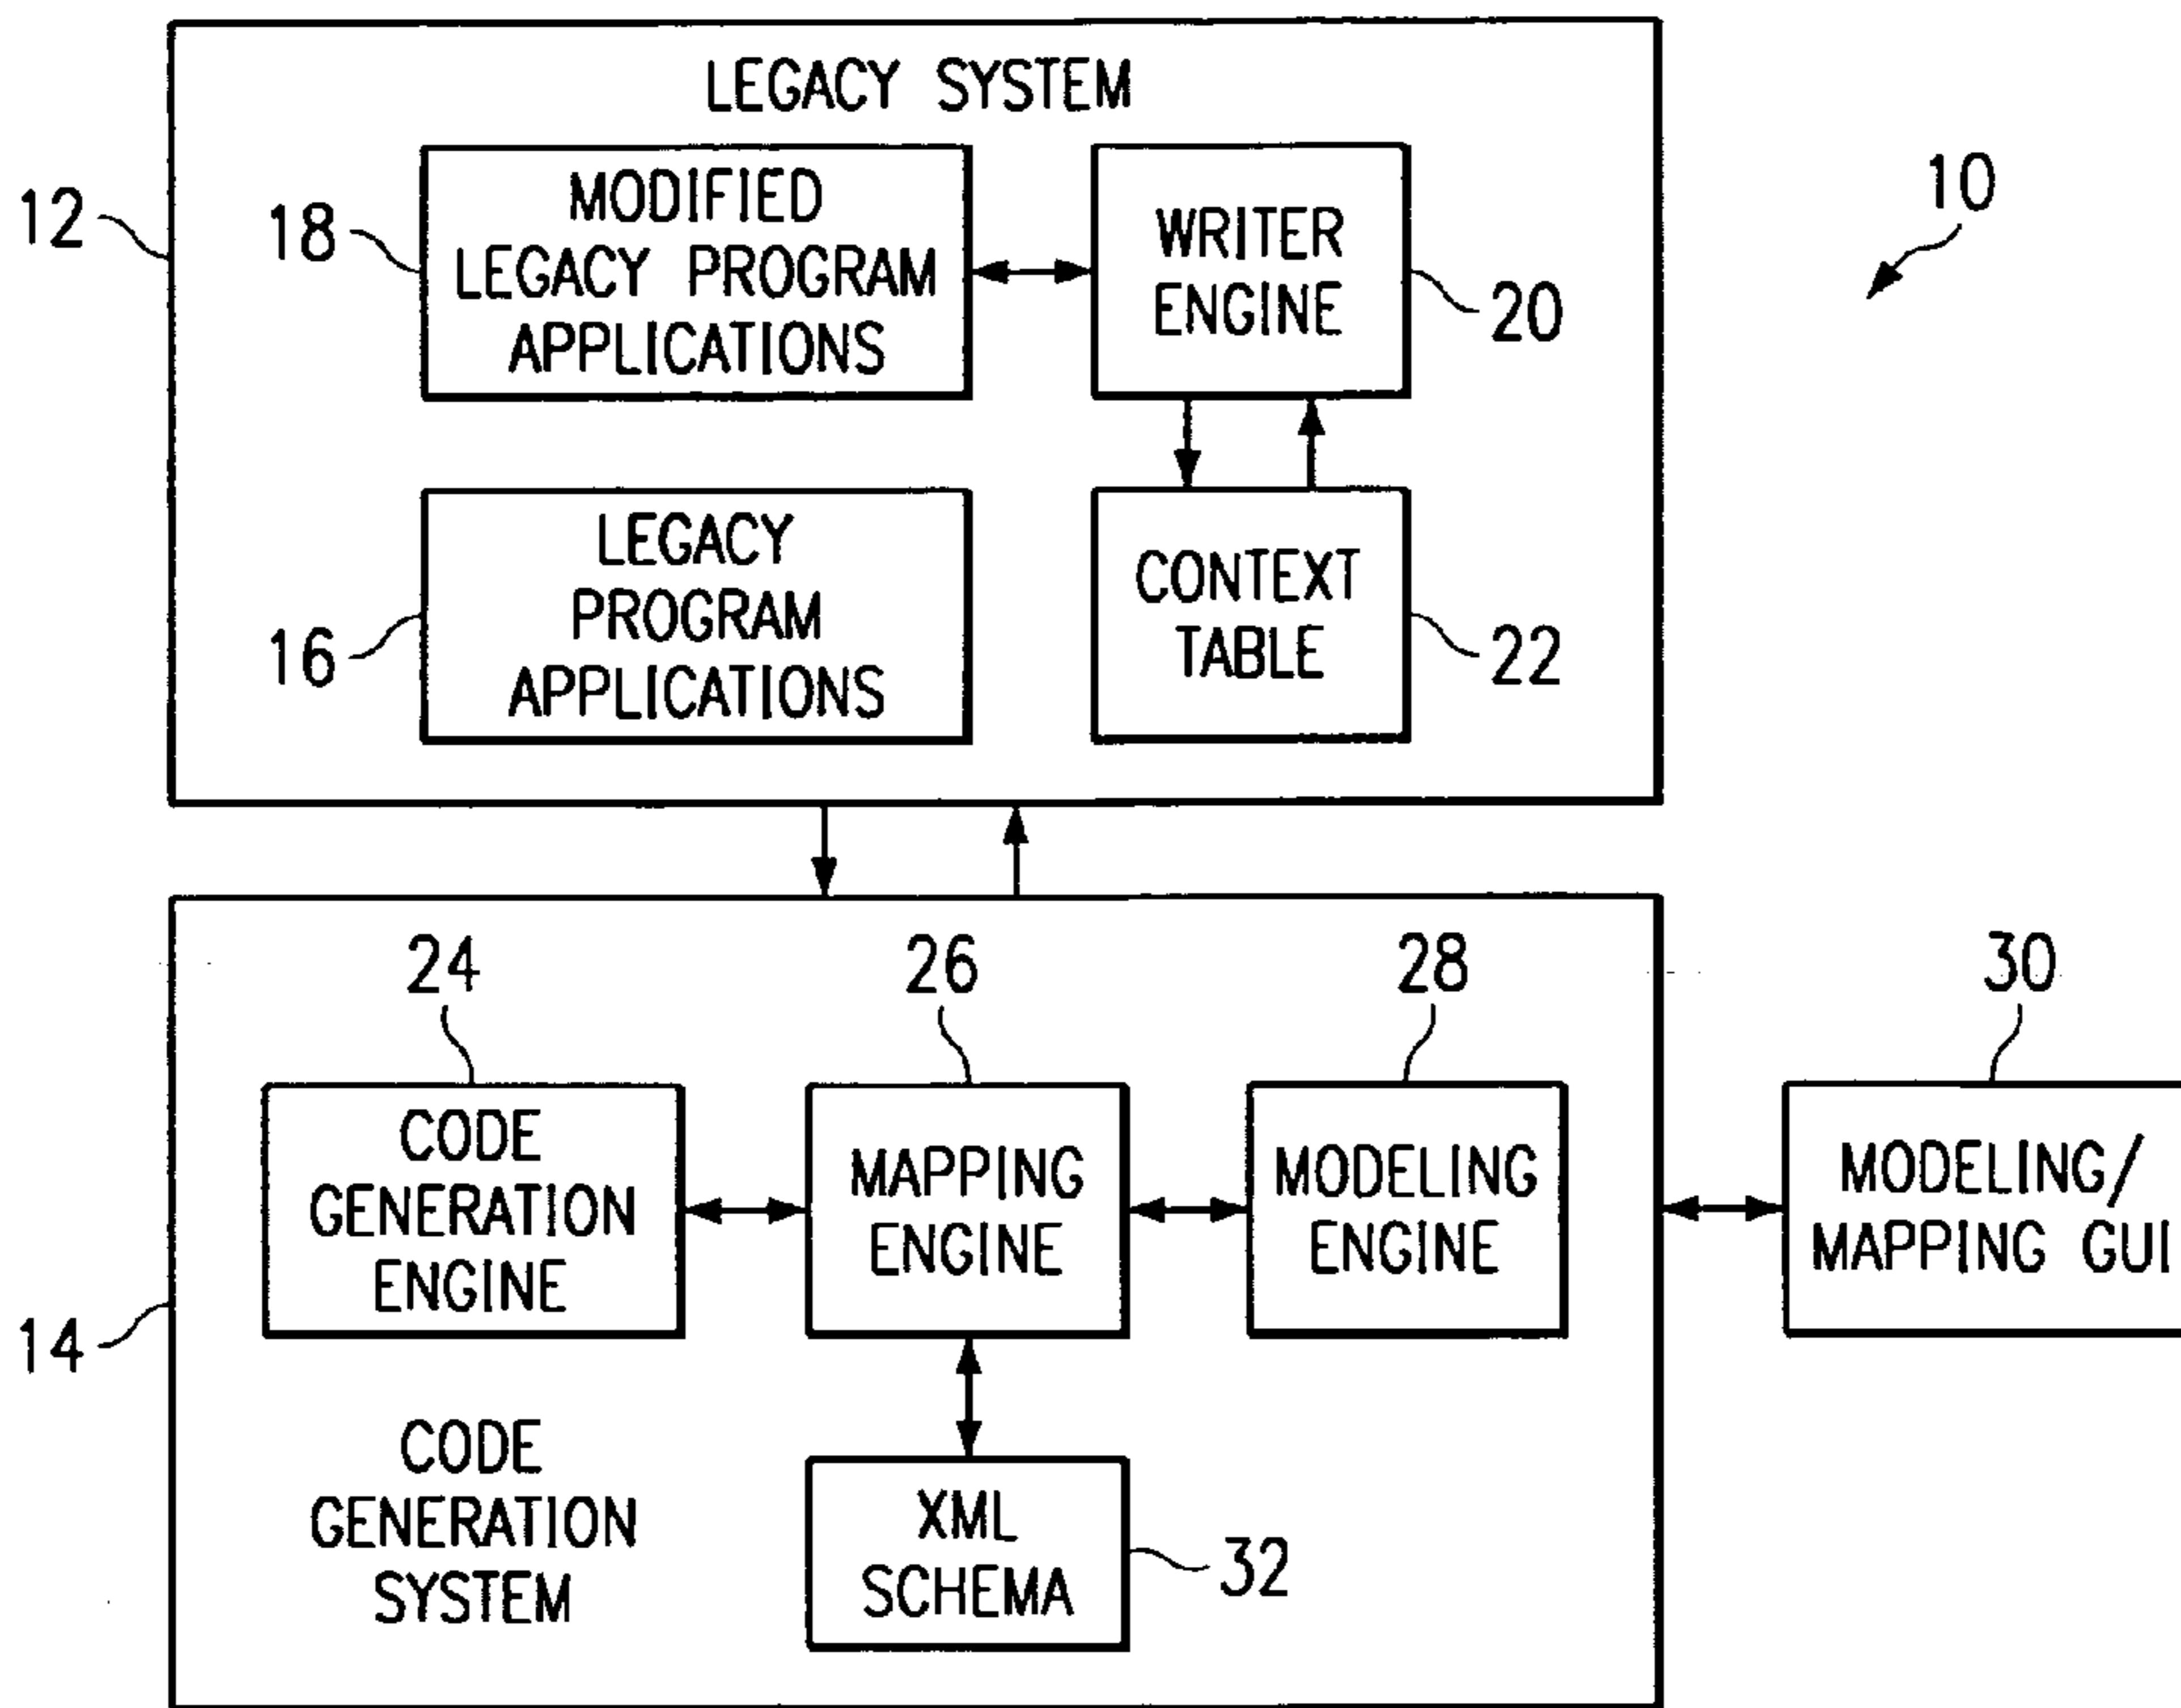 LEGACY SYSTEM
12
18
MODIFIED
LEGACY PROGRAM
APPLICATIONS
WRITER
ENGINE
20
10
16
LEGACY
PROGRAM
APPLICATIONS
CONTEXT
TABLE
22
24
26
28
30
14
CODE
GENERATION
ENGINE
MAPPING
ENGINE
MODELING
ENGINE
MODELING/
MAPPING GUI
CODE
GENERATION
SYSTEM
XML
SCHEMA
32